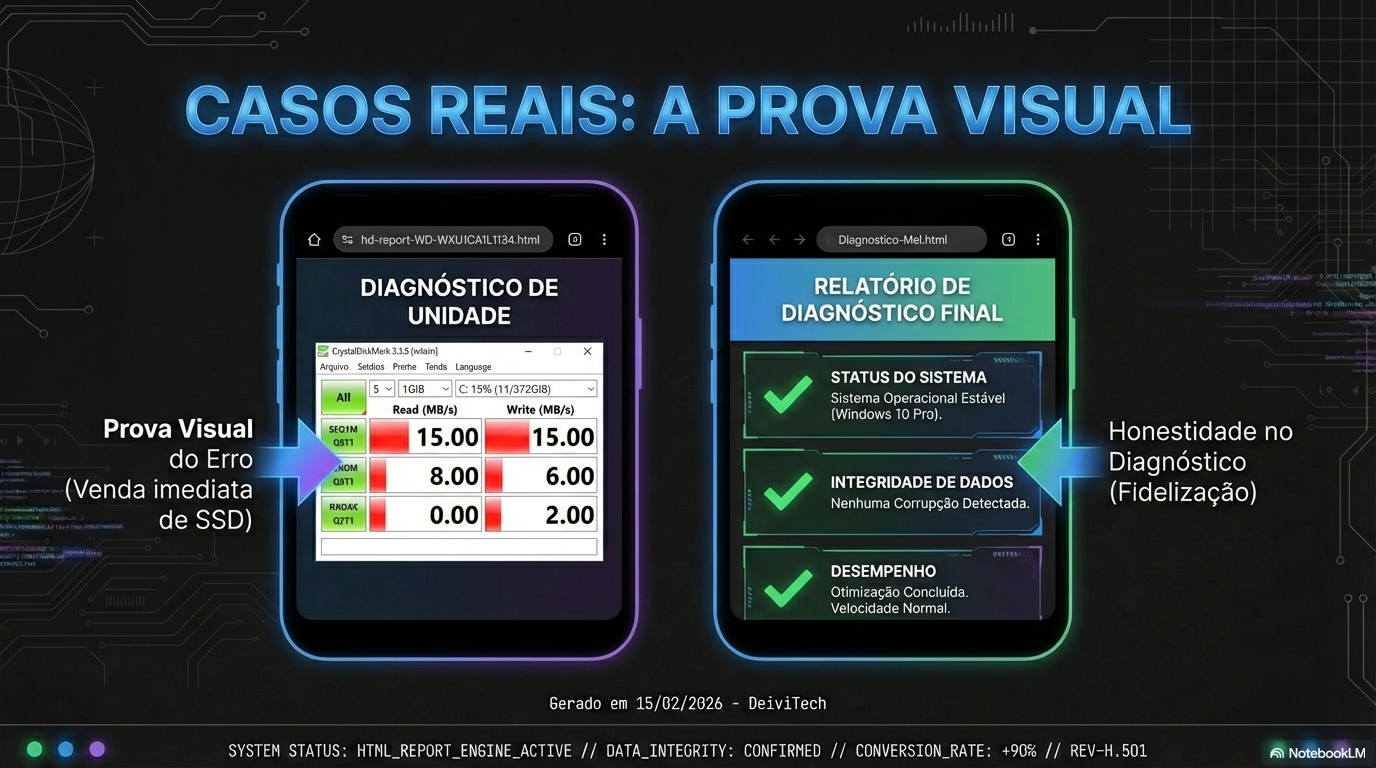 CASOS REAIS: A PROVA VISUAL
hd-report-WD-WXU1CA1L1134.html
DIAGNÓSTICO DE
UNIDADE
CrystalDiskMerk 3.3.5 (ivilain)
Arquivo Setdios Prerhe Tends Langusge
All 5 1GIB C: 15% (11/372GI8)
Read (MB/s) Write (MB/s)
SEQ1M
QST1
15.00 15.00
QST1
8.00 6.00
Q7T1
0.00 2.00
Prova Visual
do Erro
(Venda imediata
de SSD)
Diagnostico-Mel.html
RELATÓRIO DE
DIAGNÓSTICO FINAL
STATUS DO SISTEMA
Sistema Operacional Estável
(Windows 10 Pro).
INTEGRIDADE DE DADOS
Nenhuma Corrupção Detectada.
DESEMPENHO
Otimização Concluída.
Velocidade Normal.
Honestidade no
Diagnóstico
(Fidelização)
Gerado em 15/02/2026 - DeiviTech
SYSTEM STATUS: HTML_REPORT_ENGINE_ACTIVE // DATA_INTEGRITY: CONFIRMED // CONVERSION_RATE: +90% // REV-H.501
NotebookLM